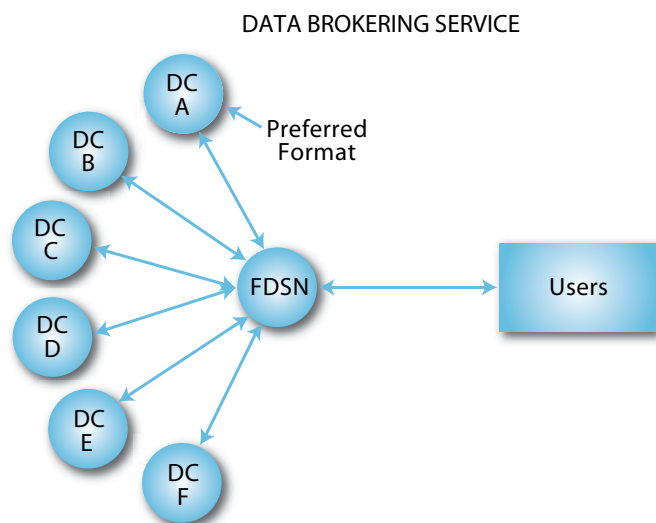 DATA BROKERING SERVICE
DC
A
Preferred
Format
DC
B
DC
C
FDSN
Users
DC
D
DC
E
DC
F